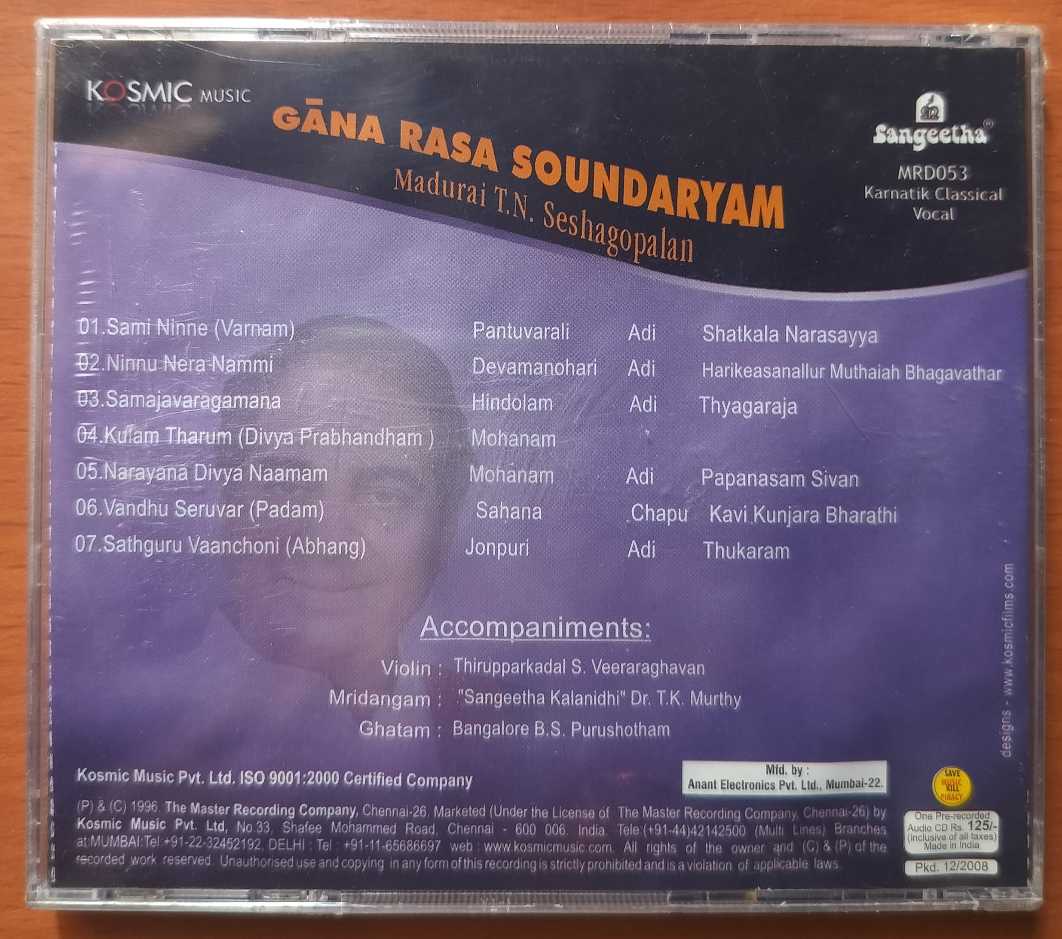 KOSMIC MUSIC
GĀNA RASA SOUNDARYAM
Madurai T.N. Seshagopalan
Sangeetha®
MRD053
Karnatik Classical
Vocal
01.Sami Ninne (Varnam) Pantuvarali Adi Shatkala Narasayya
02.Ninnu Nera Nammi Devamanohari Adi Harikeasanallur Muthaiah Bhagavathar
03.Samajavaragamana Hindolam Adi Thyagaraja
04.Kulam Tharum (Divya Prabhandham ) Mohanam
05.Narayana Divya Naamam Mohanam Adi Papanasam Sivan
06.Vandhu Seruvar (Padam) Sahana Chapu Kavi Kunjara Bharathi
07.Sathguru Vaanchoni (Abhang) Jonpuri Adi Thukaram
Accompaniments:
Violin : Thirupparkadal S. Veeraraghavan
Mridangam : "Sangeetha Kalanidhi" Dr. T.K. Murthy
Ghatam : Bangalore B.S. Purushotham
designs - www.kosmicfilms.com
Kosmic Music Pvt. Ltd. ISO 9001:2000 Certified Company
Mfd. by :
Anant Electronics Pvt. Ltd., Mumbai-22.
(P) & (C) 1996. The Master Recording Company, Chennai-26. Marketed (Under the License of The Master Recording Company, Chennai-26) by
Kosmic Music Pvt. Ltd, No.33, Shafee Mohammed Road, Chennai - 600 006. India. Tele (+91-44)42142500 (Multi Lines) Branches
at:MUMBAI:Tel:+91-22-32452192, DELHI : Tel : +91-11-65686697 web : www.kosmicmusic.com. All rights of the owner and (C) & (P) of the
recorded work reserved. Unauthorised use and copying in any form of this recording is strictly prohibited and is a violation of applicable laws.
SAVE
MUSIC
KILL
PIRACY
One Pre-recorded
Audio CD Rs. 125/-
(Inclusive of all taxes)
Made in India
Pkd. 12/2008